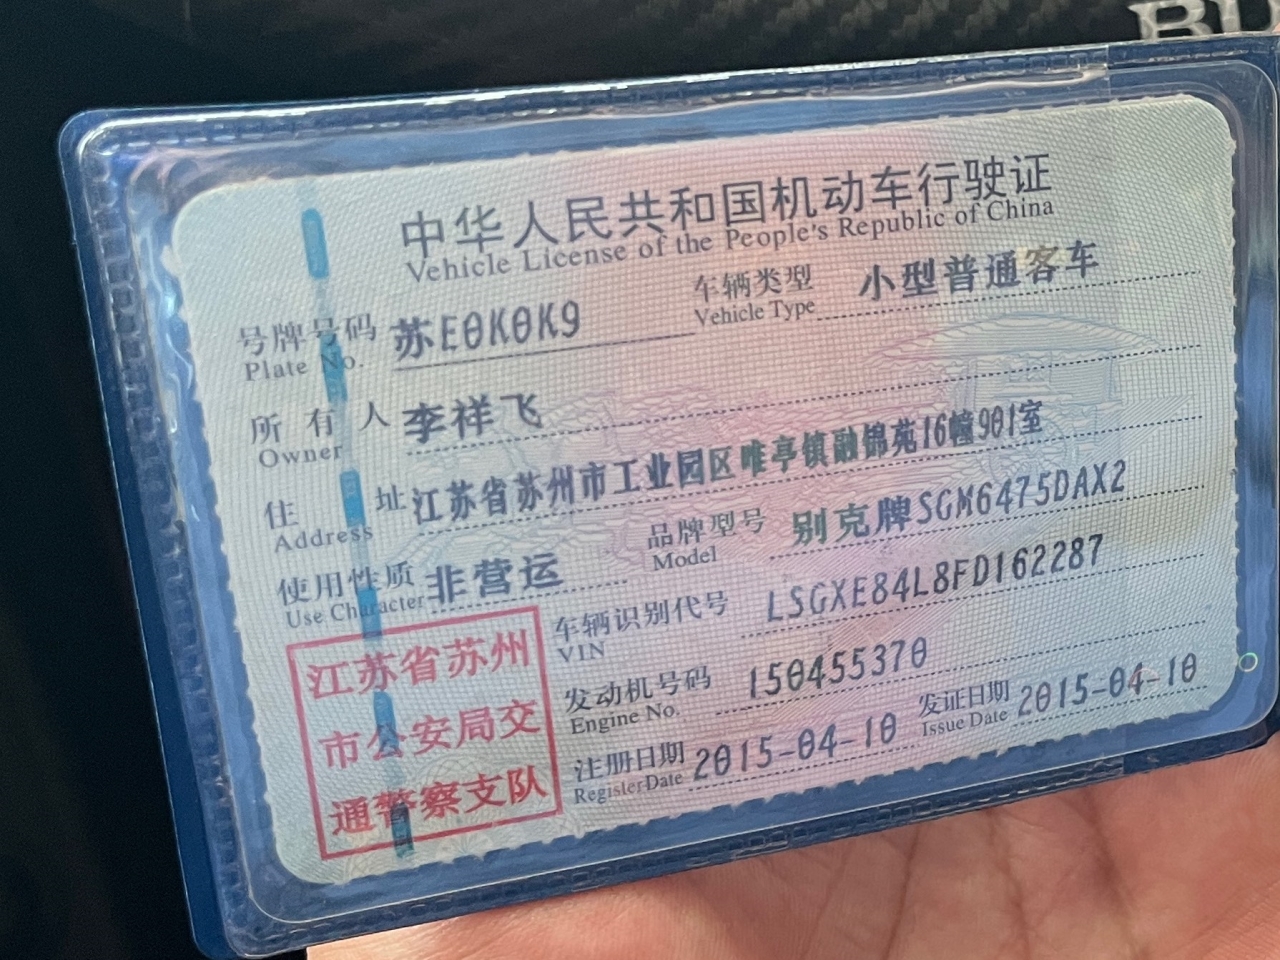 BU
中华人民共和国机动车行驶证
Vehicle License of the People's Republic of China
号牌号码 苏E0K0K9 车辆类型 小型普通客车
Plate No. Vehicle Type
所有人 李祥飞
Owner
住址 江苏省苏州市工业园区唯亭镇融锦苑16幢901室
Address
使用性质 非营运 品牌型号 别克牌SGM6475DAX2
Use Character Model
车辆识别代号 LSGXE84L8FD162287
VIN
发动机号码 150455370
Engine No.
注册日期 2015-04-10 发证日期 2015-04-10
Register Date Issue Date
江苏省苏州
市公安局交
通警察支队